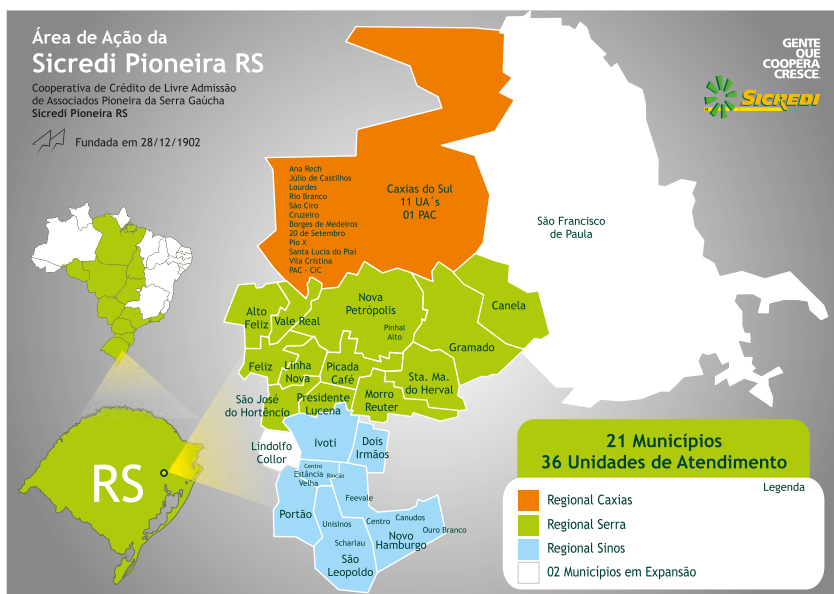 Área de Ação da
Sicredi Pioneira RS
Cooperativa de Crédito de Livre Admissão
de Associados Pioneira da Serra Gaúcha
Sicredi Pioneira RS
Fundada em 28/12/1902
GENTE
QUE
COOPERA
CRESCE.
SICREDI
Ana Rech
Júlio de Castilhos
Lourdes
Rio Branco
São Ciro
Cruzeiro
Borges de Medeiros
20 de Setembro
Pio X
Santa Lucia do Piaí
Vila Cristina
PAC - CIC
Caxias do Sul
11 UA´s
01 PAC
São Francisco
de Paula
Alto
Feliz
Vale Real
Nova
Petrópolis
Pinhal
Alto
Canela
Gramado
Feliz
Linha
Nova
Picada
Café
Sta. Ma.
do Herval
São José
do Hortêncio
Presidente
Lucena
Morro
Reuter
Lindolfo
Collor
Ivoti
Dois
Irmãos
Centro
Estância
Velha
Rincão
Feevale
Portão
Unisinos
Centro
Canudos
Ouro Branco
Novo
Hamburgo
Scharlau
São
Leopoldo
RS
21 Municípios
36 Unidades de Atendimento
Legenda
Regional Caxias
Regional Serra
Regional Sinos
02 Municípios em Expansão